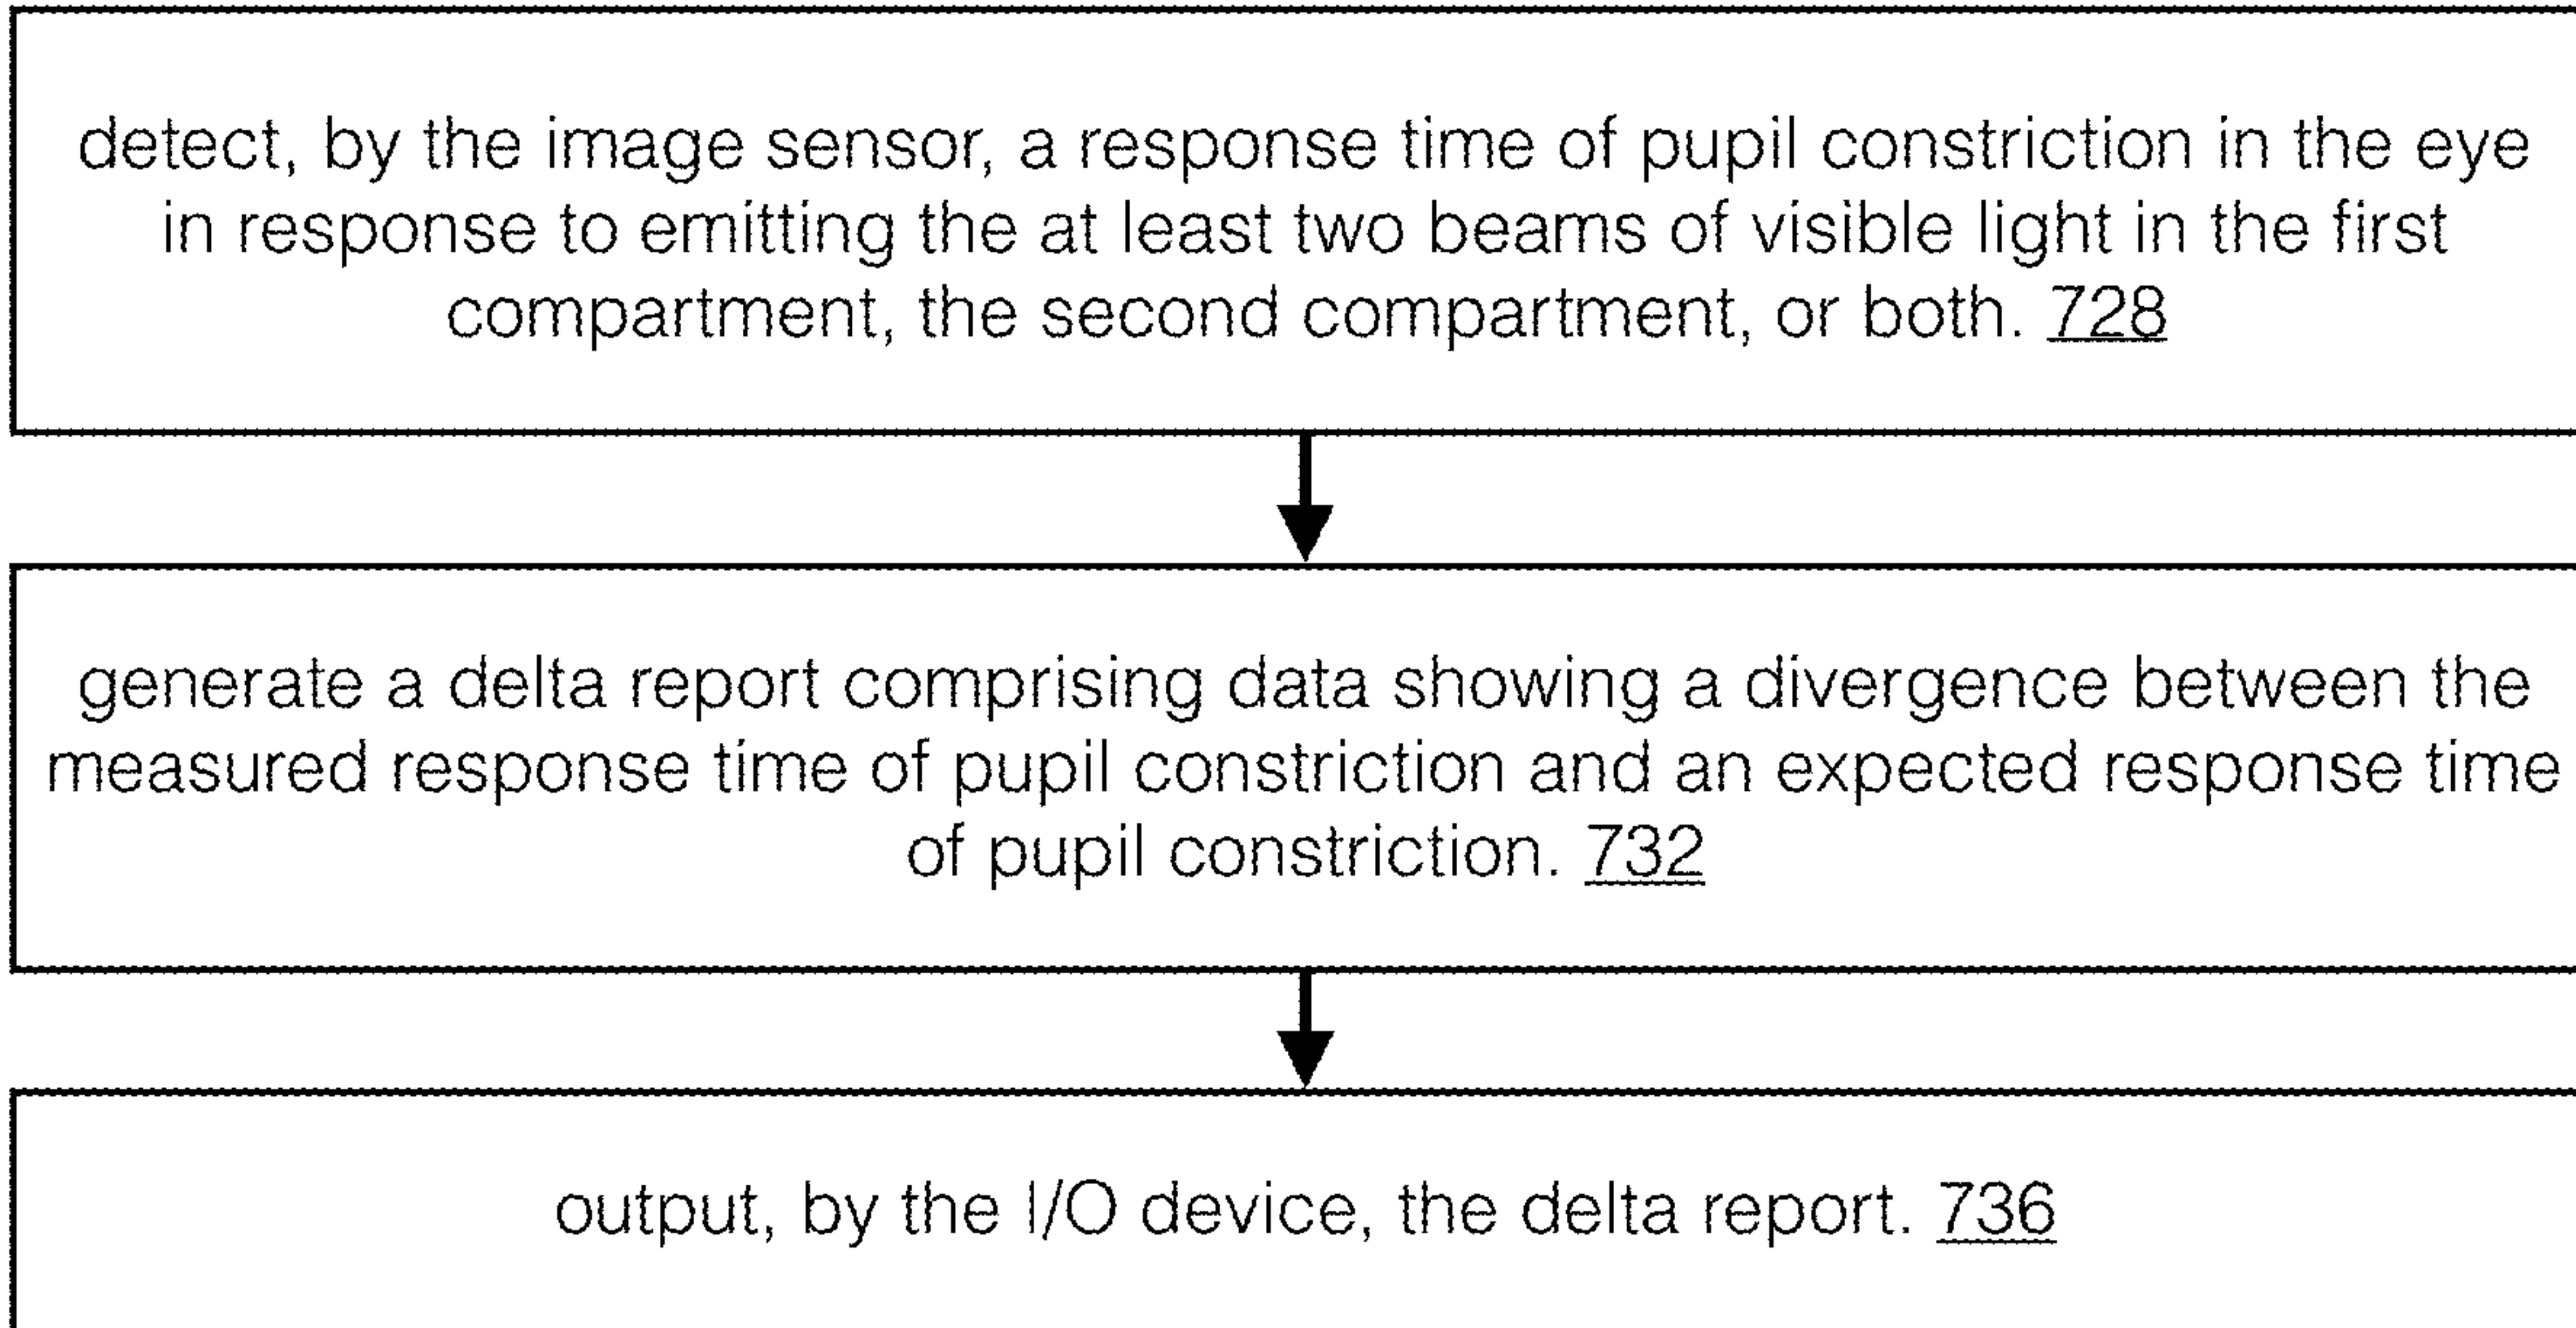 detect, by the image sensor, a response time of pupil constriction in the eye
in response to emitting the at least two beams of visible light in the first
compartment, the second compartment, or both. 728
generate a delta report comprising data showing a divergence between the
measured response time of pupil constriction and an expected response time
of pupil constriction. 732
output, by the I/O device, the delta report. 736